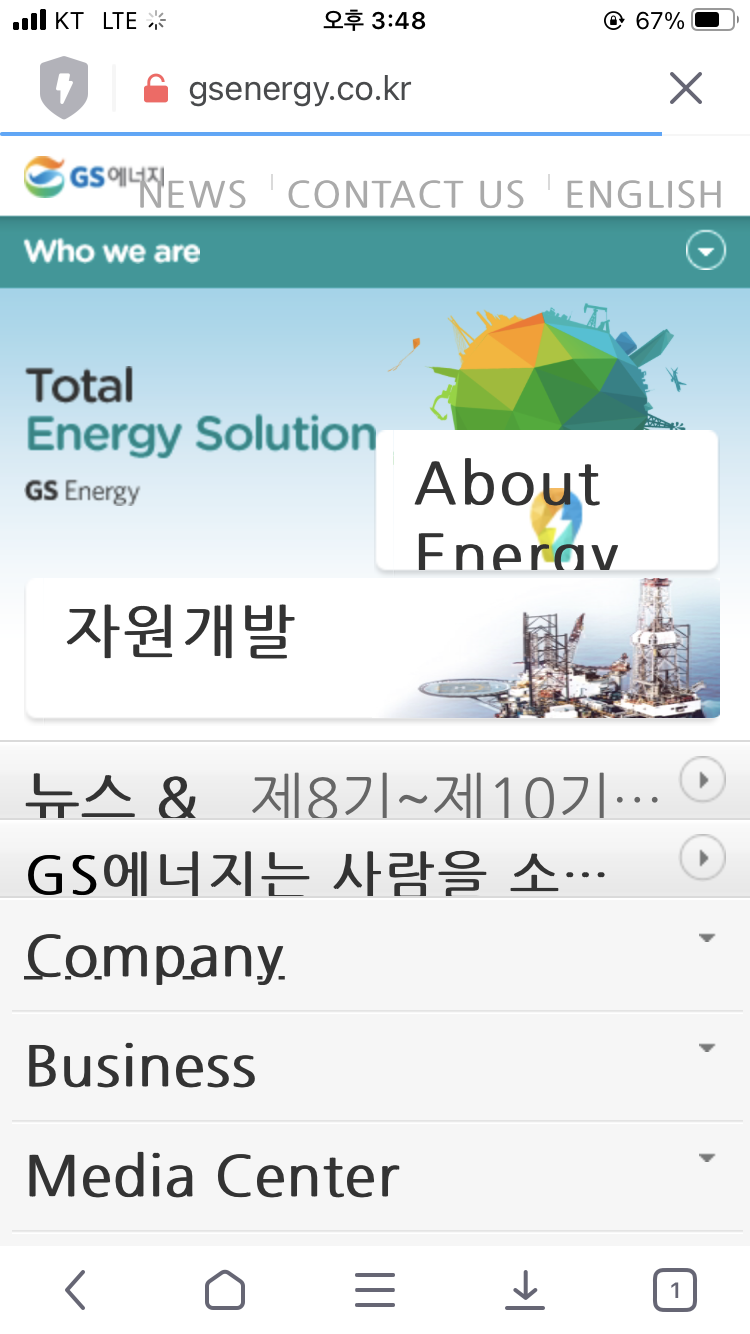 KT LTE 오후 3:48 67%
gsenergy.co.kr
GS에너지
NEWS CONTACT US ENGLISH
Who we are
Total
Energy Solution
GS Energy
About
Energy
자원개발
뉴스 & 제8기~제10기…
GS에너지는 사람을 소…
Company
Business
Media Center
1